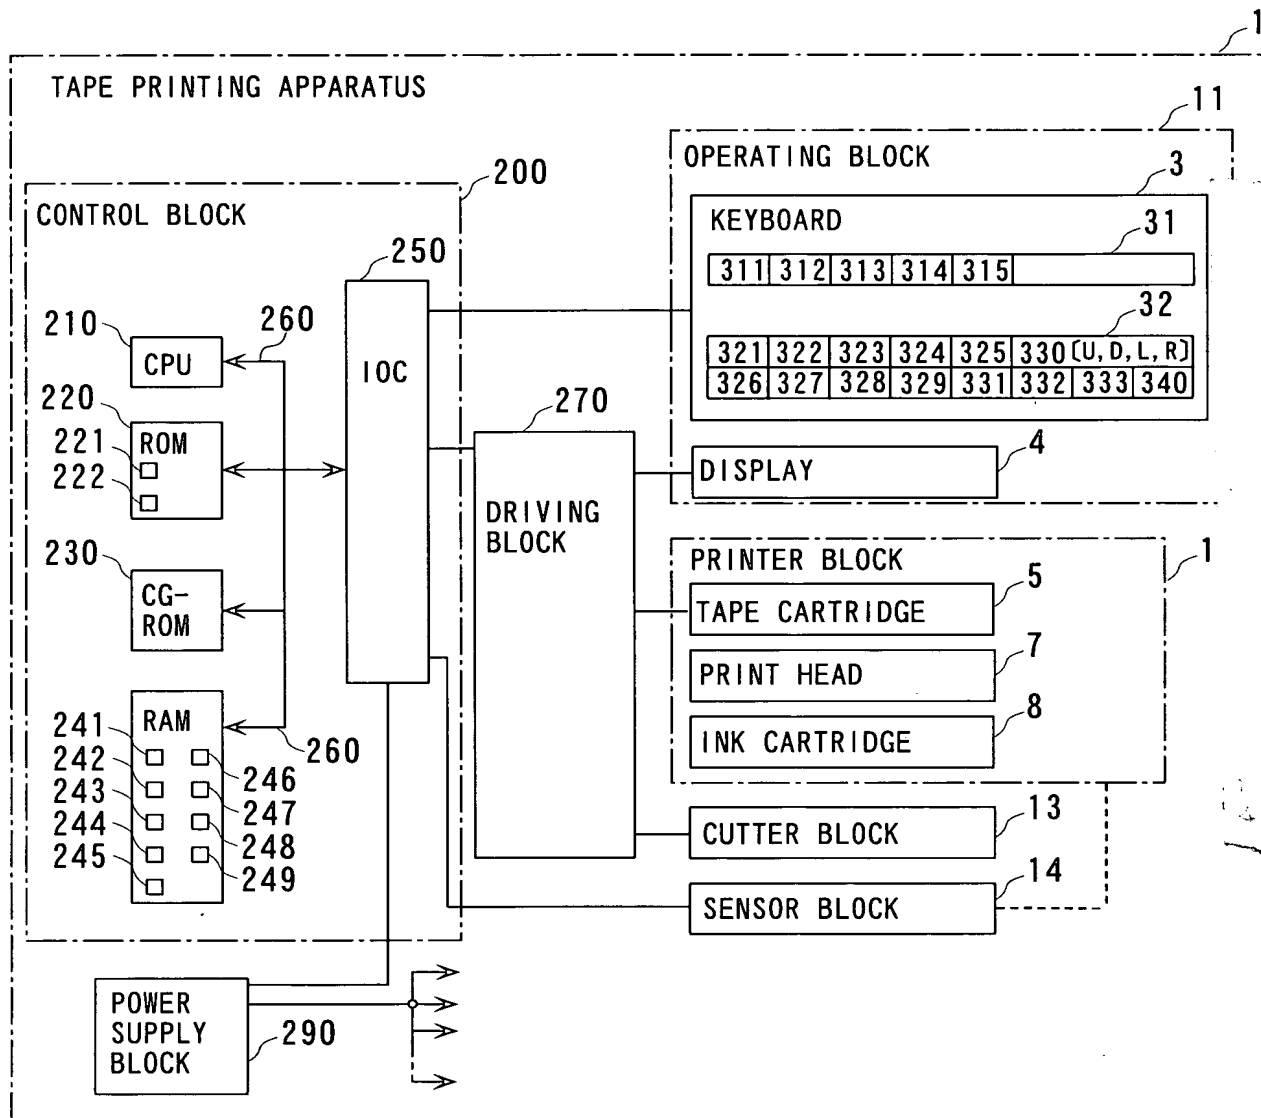 1
TAPE PRINTING APPARATUS
11
OPERATING BLOCK
3
KEYBOARD
31
311 312 313 314 315
32
321 322 323 324 325 330 (U, D, L, R)
326 327 328 329 331 332 333 340
4
DISPLAY
200
CONTROL BLOCK
250
IOC
210
CPU
260
220
ROM
221
222
230
CG-
ROM
RAM
260
241
242
243
244
245
246
247
248
249
270
DRIVING
BLOCK
PRINTER BLOCK
1
5
TAPE CARTRIDGE
7
PRINT HEAD
8
INK CARTRIDGE
13
CUTTER BLOCK
14
SENSOR BLOCK
POWER
SUPPLY
BLOCK
290